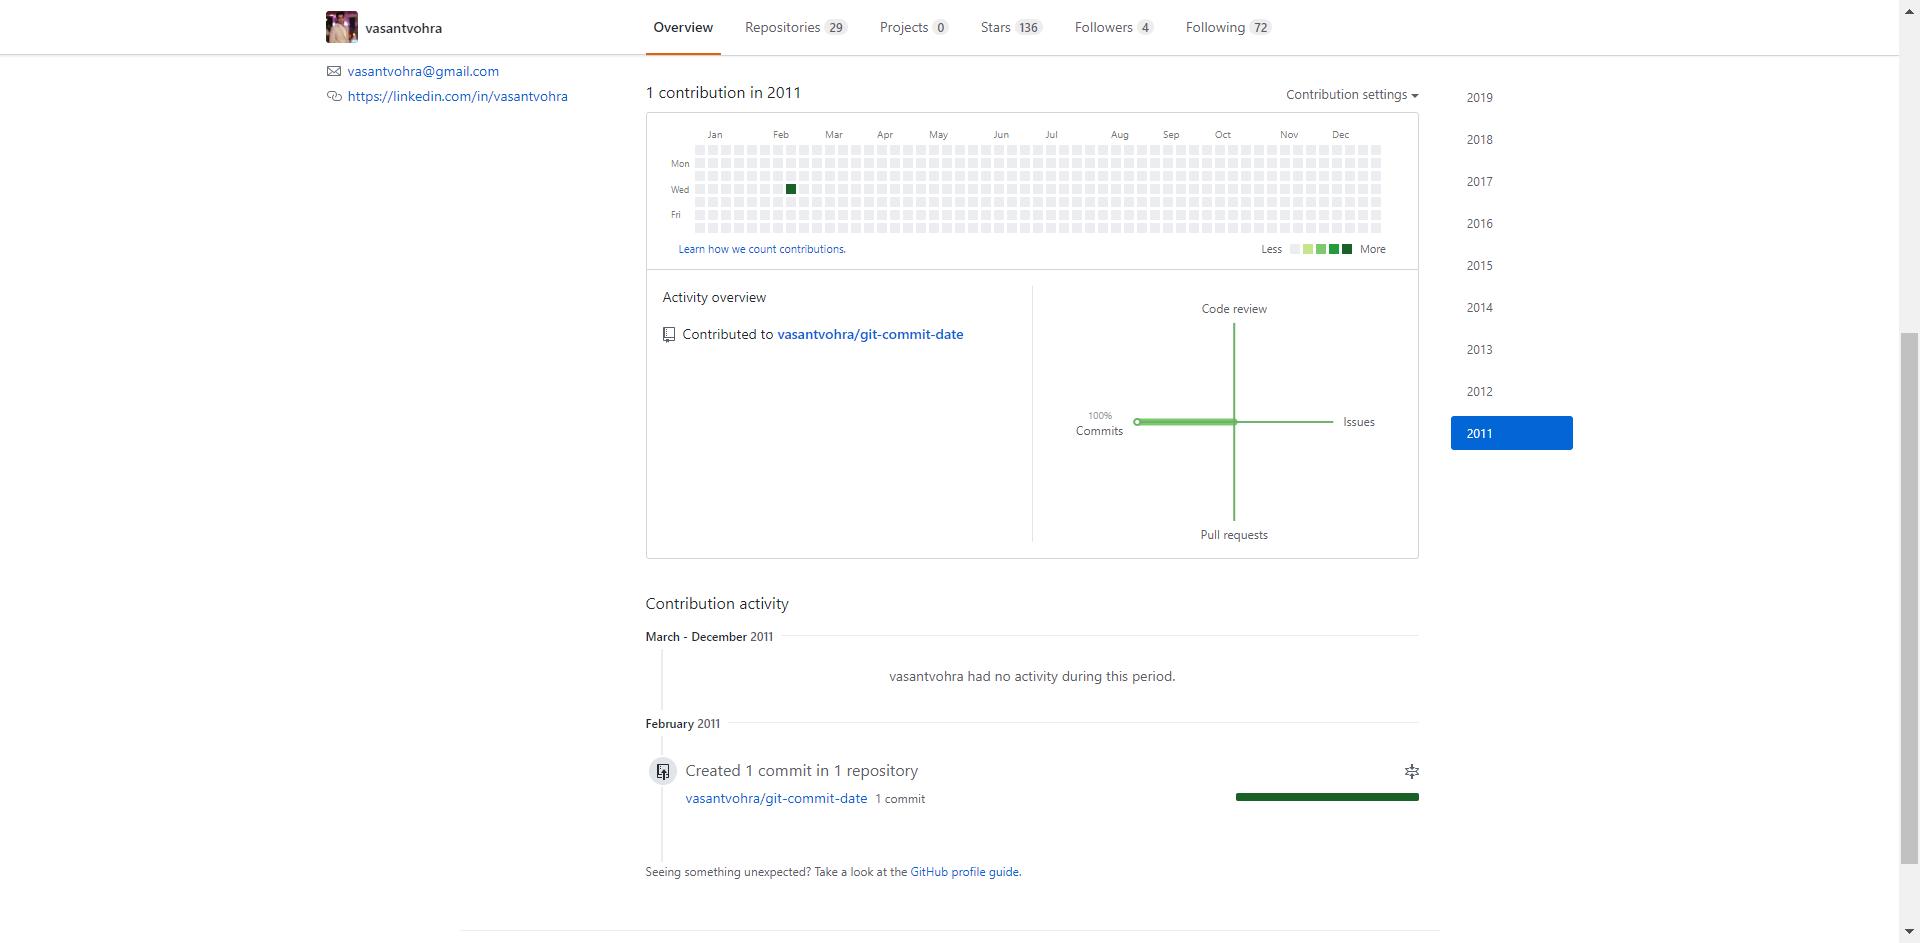 vasantvohra
Overview Repositories 29 Projects 0 Stars 136 Followers 4 Following 72
vasantvohra@gmail.com
https://linkedin.com/in/vasantvohra
1 contribution in 2011
Contribution settings
Jan Feb Mar Apr May Jun Jul Aug Sep Oct Nov Dec
Mon
Wed
Fri
Learn how we count contributions.
Less More
Activity overview
Contributed to vasantvohra/git-commit-date
Code review
100%
Commits
Issues
Pull requests
2019
2018
2017
2016
2015
2014
2013
2012
2011
Contribution activity
March - December 2011
vasantvohra had no activity during this period.
February 2011
Created 1 commit in 1 repository
vasantvohra/git-commit-date 1 commit
Seeing something unexpected? Take a look at the GitHub profile guide.